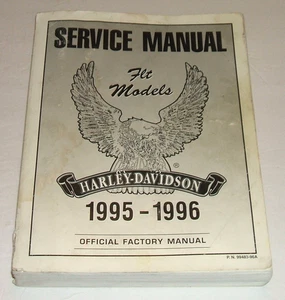 SERVICE MANUAL
Flt
Models
®
HARLEY-DAVIDSON
1995-1996
OFFICIAL FACTORY MANUAL